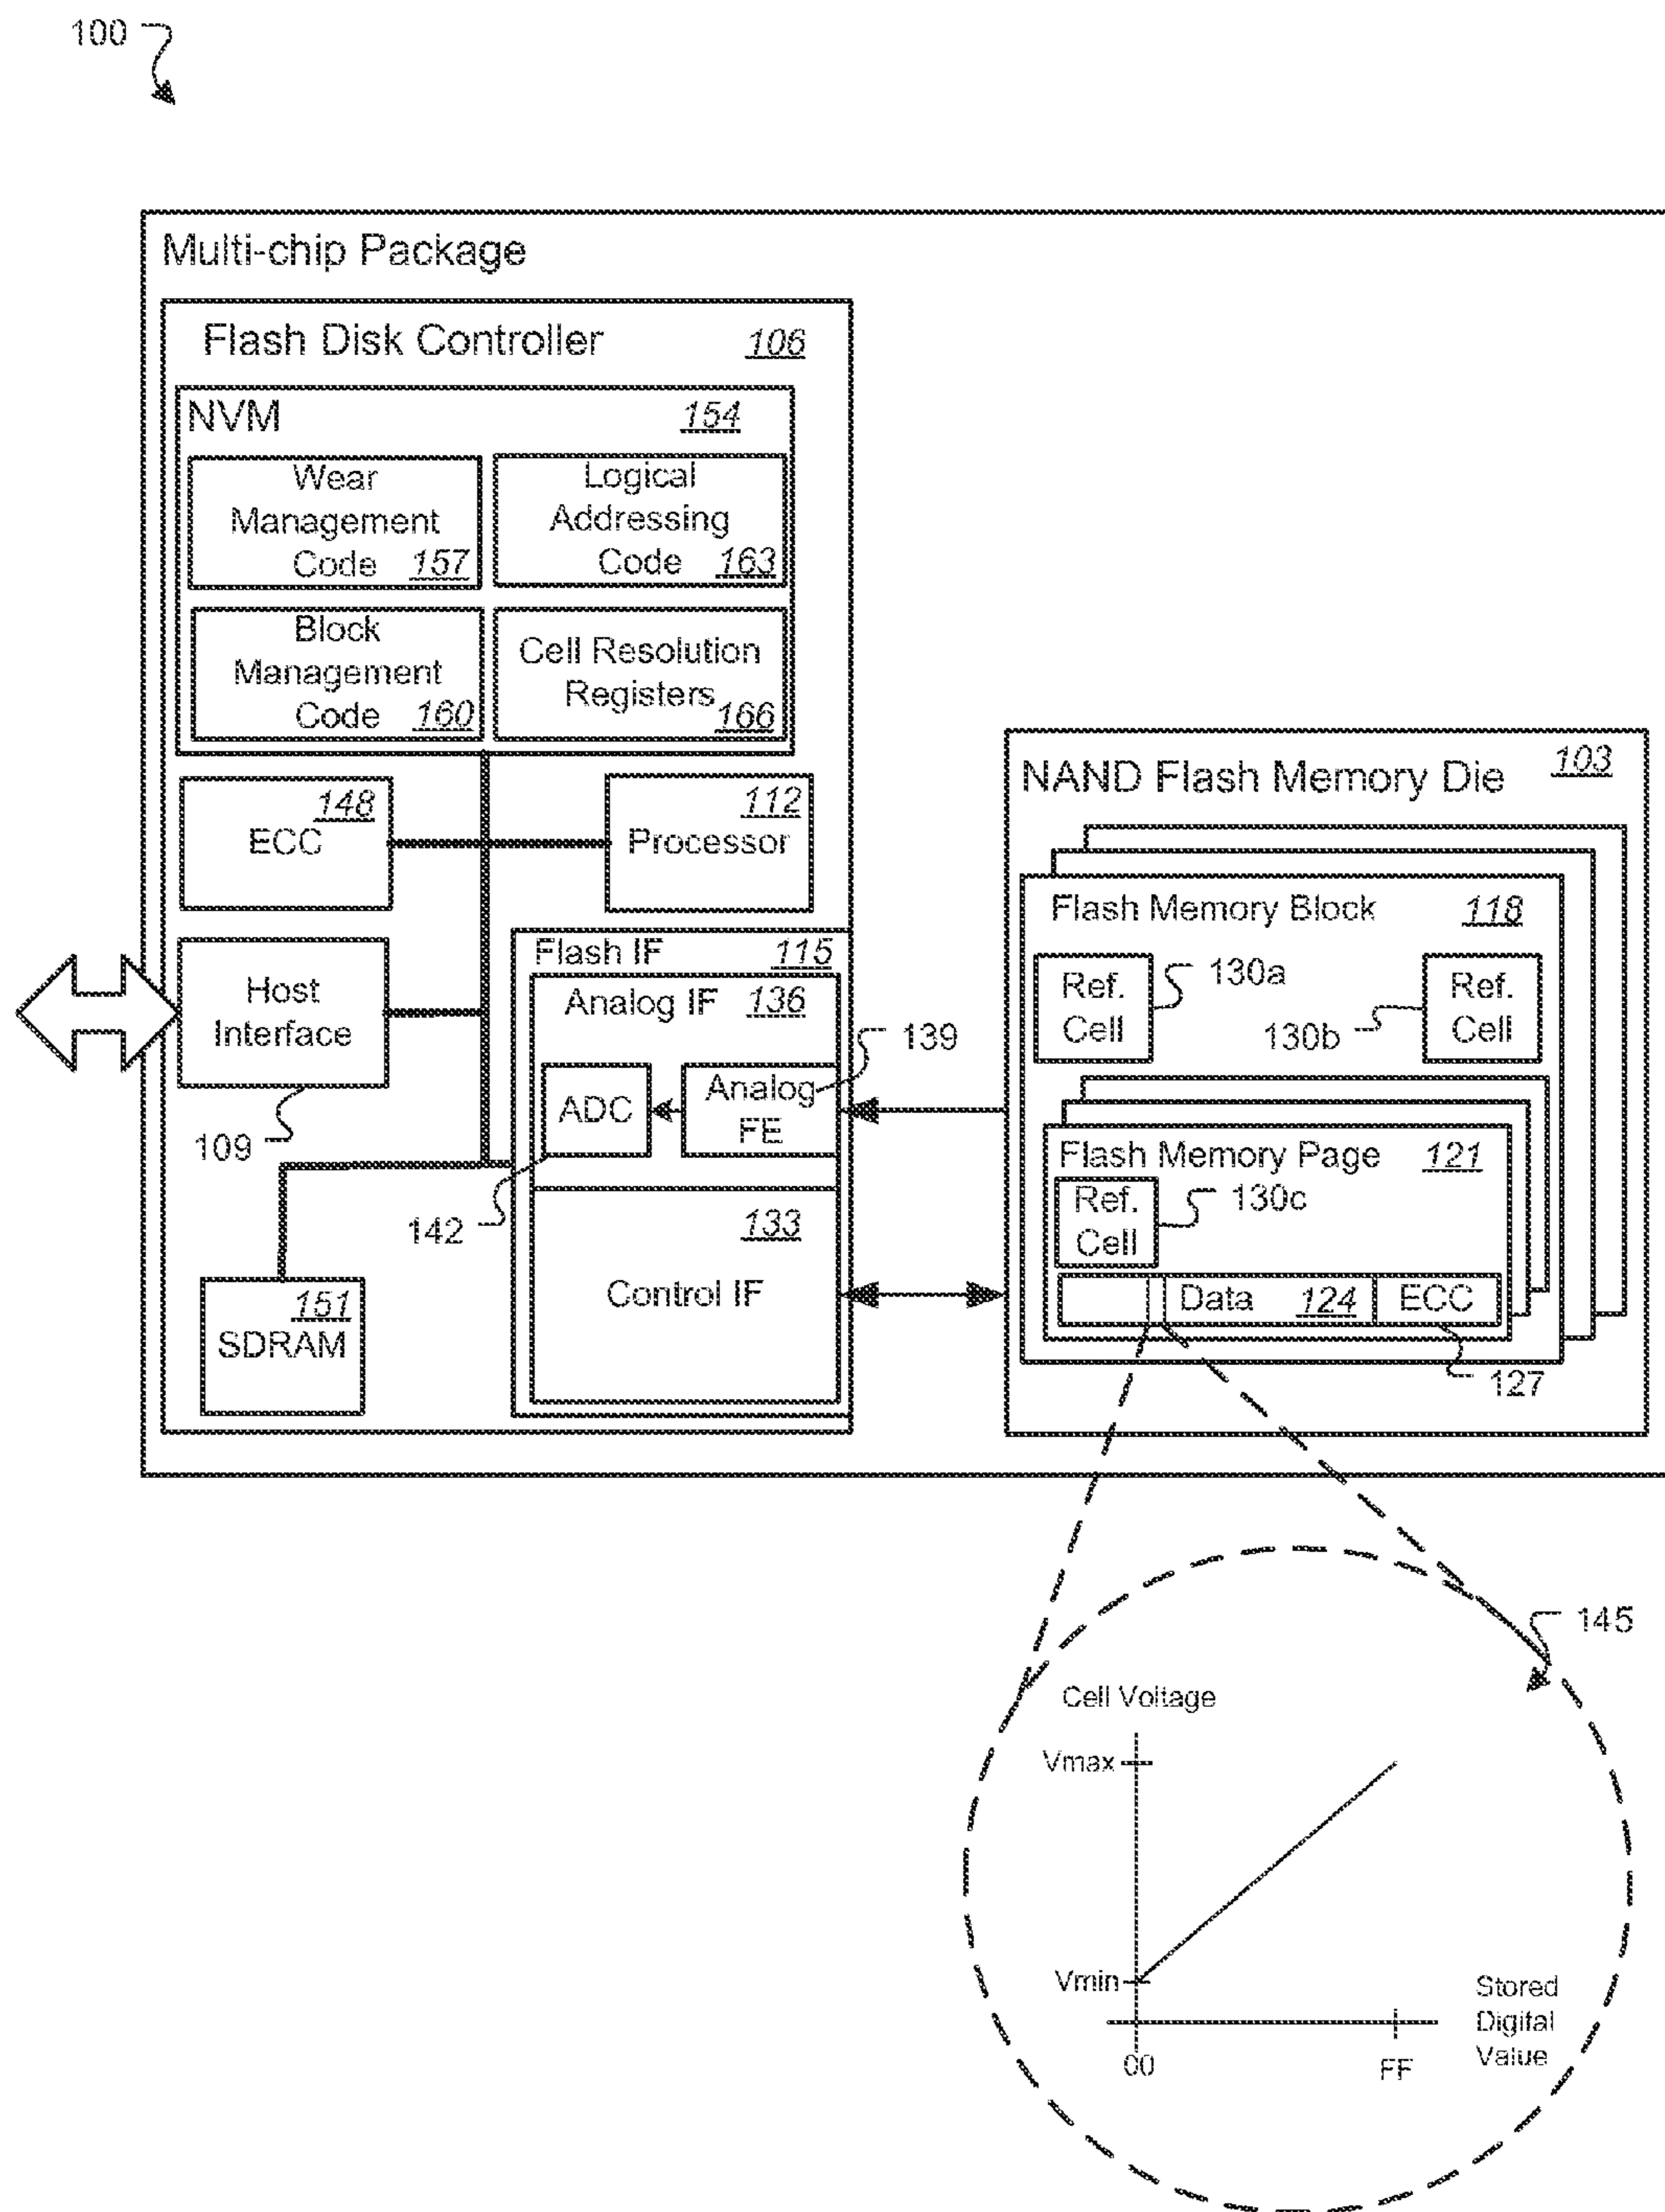 100
Multi-chip Package
Flash Disk Controller 106
NVM 154
Wear
Management
Code 157
Logical
Addressing
Code 163
Block
Management
Code 160
Cell Resolution
Registers 166
148
ECC
112
Processor
Host
Interface
109
Flash IF 115
Analog IF 136
139
ADC
Analog
FE
142
133
Control IF
151
SDRAM
NAND Flash Memory Die 103
Flash Memory Block 118
Ref.
Cell
130a
130b
Ref.
Cell
Flash Memory Page 121
Ref.
Cell
130c
Data 124 ECC
127
145
Cell Voltage
Vmax
Vmin
Stored
Digital
Value
00
FF